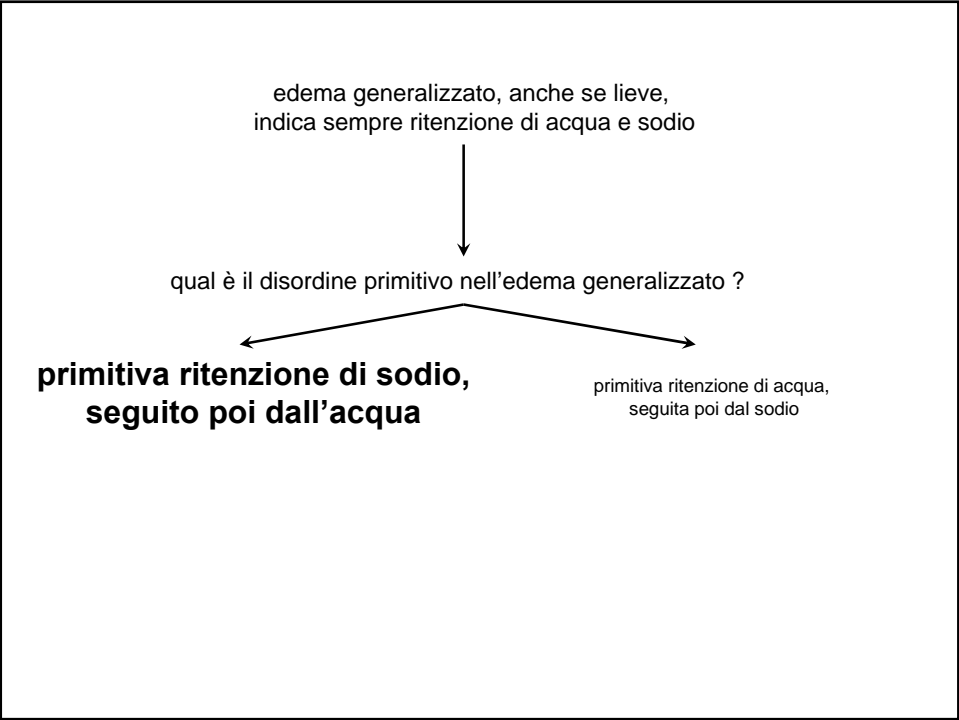 edema generalizzato, anche se lieve,
indica sempre ritenzione di acqua e sodio
qual è il disordine primitivo nell’edema generalizzato ?
primitiva ritenzione di sodio,
seguito poi dall’acqua
primitiva ritenzione di acqua,
seguita poi dal sodio